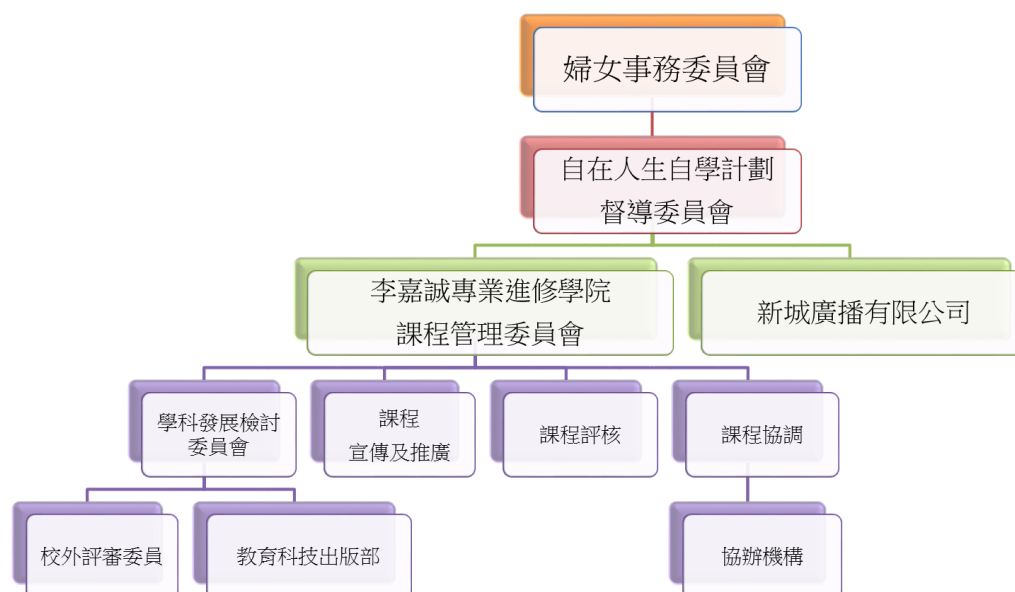 婦女事務委員會
自在人生自學計劃
督導委員會
李嘉誠專業進修學院
課程管理委員會
新城廣播有限公司
學科發展檢討
委員會
課程
宣傳及推廣
課程評核
課程協調
校外評審委員
教育科技出版部
協辦機構